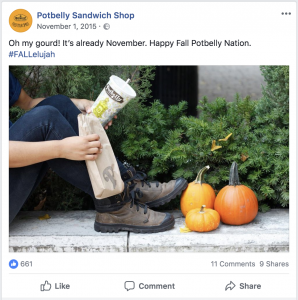 Potbelly Sandwich Shop
November 1, 2015
Oh my gourd! It's already November. Happy Fall Potbelly Nation.
#FALLelujah
661
11 Comments 9 Shares
Like Comment Share